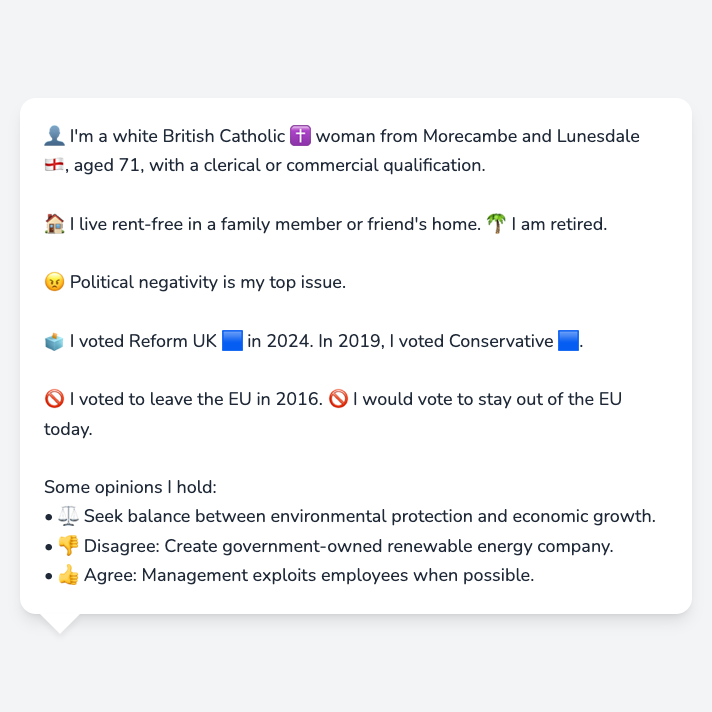 👤 I'm a white British Catholic ✝️ woman from Morecambe and Lunesdale
🏴󠁧󠁢󠁥󠁮󠁧󠁿, aged 71, with a clerical or commercial qualification.
🏠 I live rent-free in a family member or friend's home. 🌴 I am retired.
😠 Political negativity is my top issue.
🗳️ I voted Reform UK 🟦 in 2024. In 2019, I voted Conservative 🟦.
🚫 I voted to leave the EU in 2016. 🚫 I would vote to stay out of the EU
today.
Some opinions I hold:
• ⚖️ Seek balance between environmental protection and economic growth.
• 👎 Disagree: Create government-owned renewable energy company.
• 👍 Agree: Management exploits employees when possible.